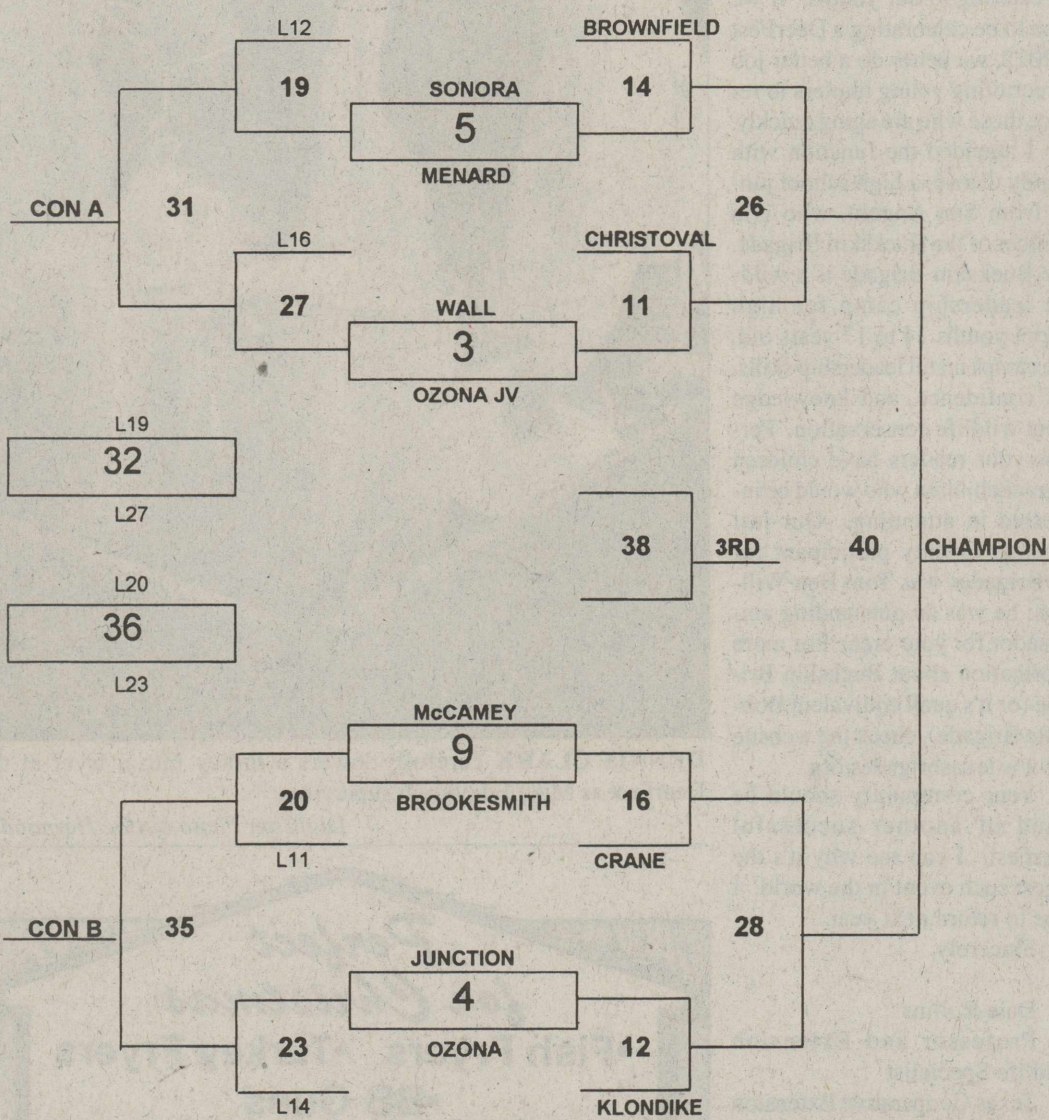 L12 BROWNFIELD
19 SONORA 14
5
MENARD
CON A 31 26
L16 CHRISTOVAL
27 WALL 11
3
OZONA JV
L19
32
L27
38 3RD 40 CHAMPION
L20
36
L23
McCAMEY
9
20 BROOKESMITH 16
L11 CRANE
CON B 35 28
JUNCTION
4
23 OZONA 12
L14 KLONDIKE